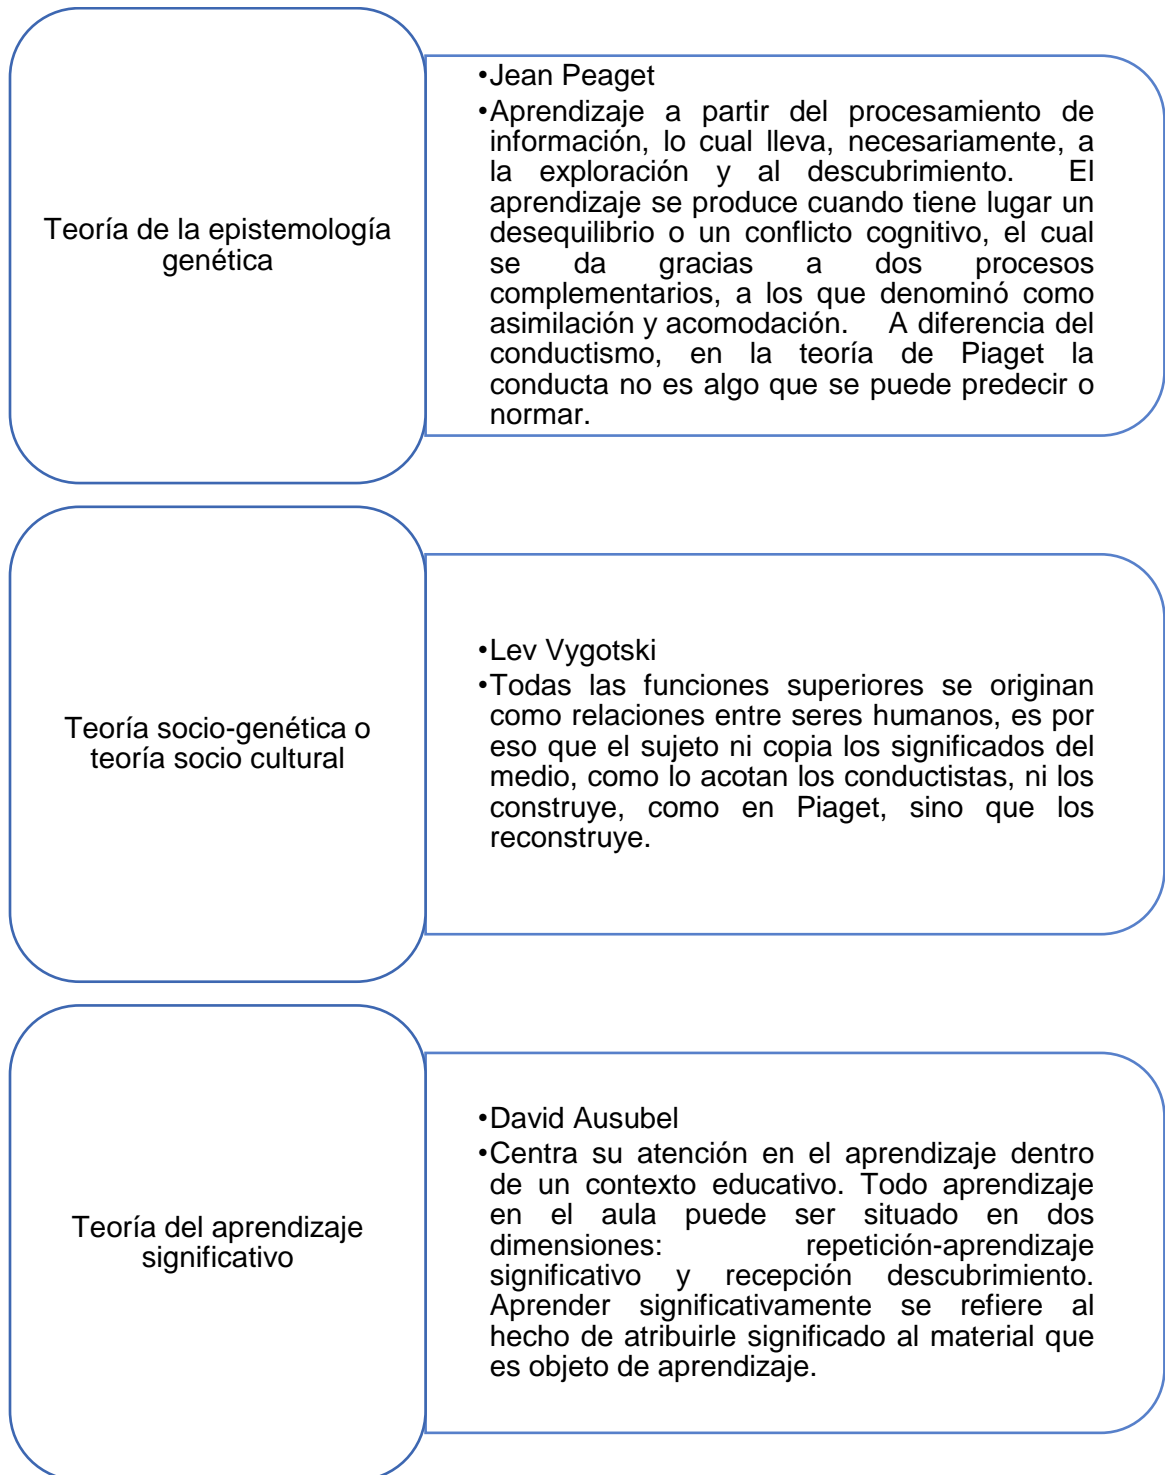 Teoría de la epistemología
genética
•Jean Peaget
•Aprendizaje a partir del procesamiento de
información, lo cual lleva, necesariamente, a
la exploración y al descubrimiento. El
aprendizaje se produce cuando tiene lugar un
desequilibrio o un conflicto cognitivo, el cual
se da gracias a dos procesos
complementarios, a los que denominó como
asimilación y acomodación. A diferencia del
conductismo, en la teoría de Piaget la
conducta no es algo que se puede predecir o
normar.
Teoría socio-genética o
teoría socio cultural
•Lev Vygotski
•Todas las funciones superiores se originan
como relaciones entre seres humanos, es por
eso que el sujeto ni copia los significados del
medio, como lo acotan los conductistas, ni los
construye, como en Piaget, sino que los
reconstruye.
Teoría del aprendizaje
significativo
•David Ausubel
•Centra su atención en el aprendizaje dentro
de un contexto educativo. Todo aprendizaje
en el aula puede ser situado en dos
dimensiones: repetición-aprendizaje
significativo y recepción descubrimiento.
Aprender significativamente se refiere al
hecho de atribuirle significado al material que
es objeto de aprendizaje.